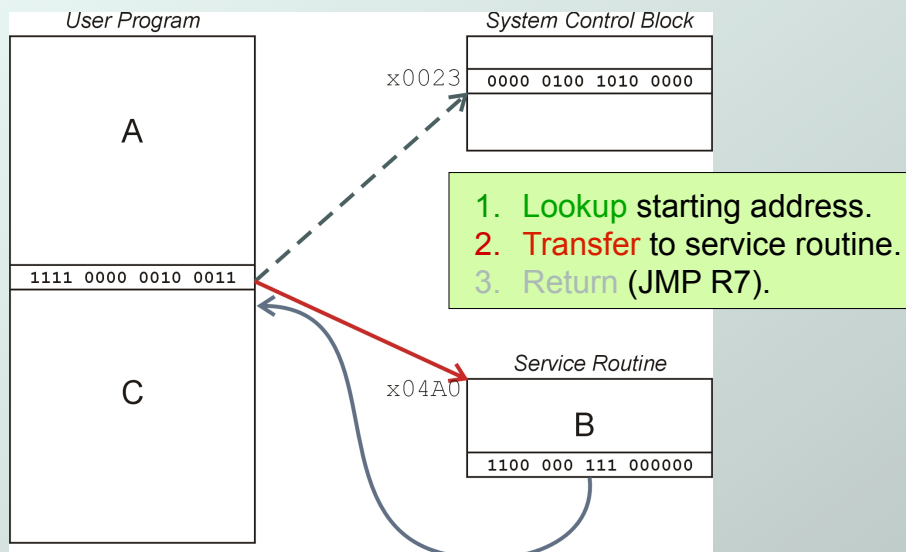 User Program
System Control Block
x0023
0000 0100 1010 0000
A
1. Lookup starting address.
2. Transfer to service routine.
3. Return (JMP R7).
1111 0000 0010 0011
Service Routine
x04A0
C
B
1100 000 111 000000